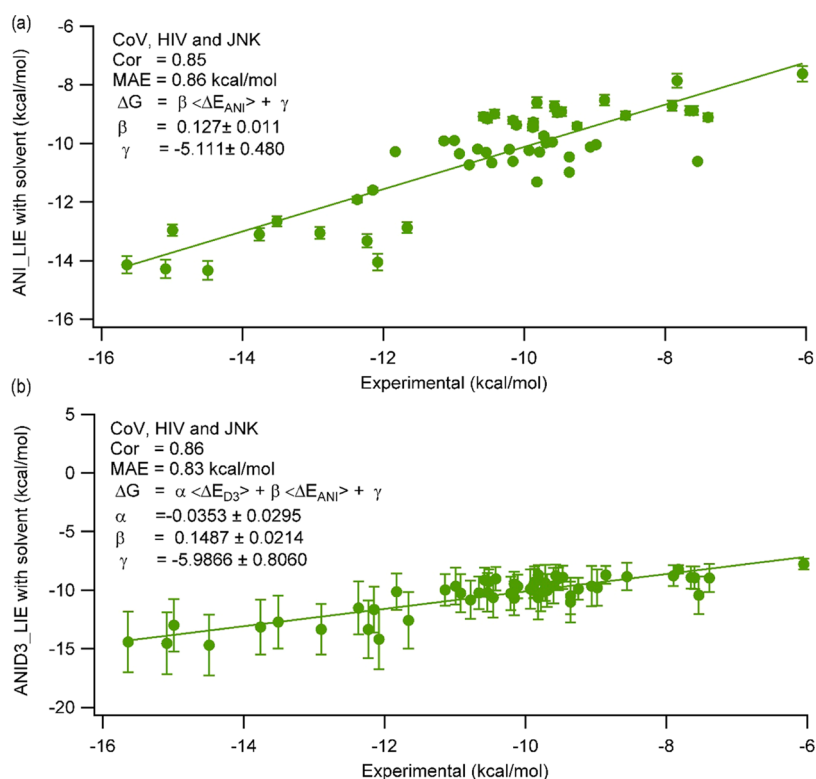 (a)
-6
-8
-10
-12
-14
-16
ANI_LIE with solvent (kcal/mol)
CoV, HIV and JNK
Cor = 0.85
MAE = 0.86 kcal/mol
ΔG = β <ΔE_ANI> + γ
β = 0.127± 0.011
γ = -5.111± 0.480
-16 -14 -12 -10 -8 -6
Experimental (kcal/mol)
(b)
5
0
-5
-10
-15
-20
ANID3_LIE with solvent (kcal/mol)
CoV, HIV and JNK
Cor = 0.86
MAE = 0.83 kcal/mol
ΔG = α <ΔE_D3> + β <ΔE_ANI> + γ
α =-0.0353 ± 0.0295
β = 0.1487 ± 0.0214
γ = -5.9866 ± 0.8060
-16 -14 -12 -10 -8 -6
Experimental (kcal/mol)